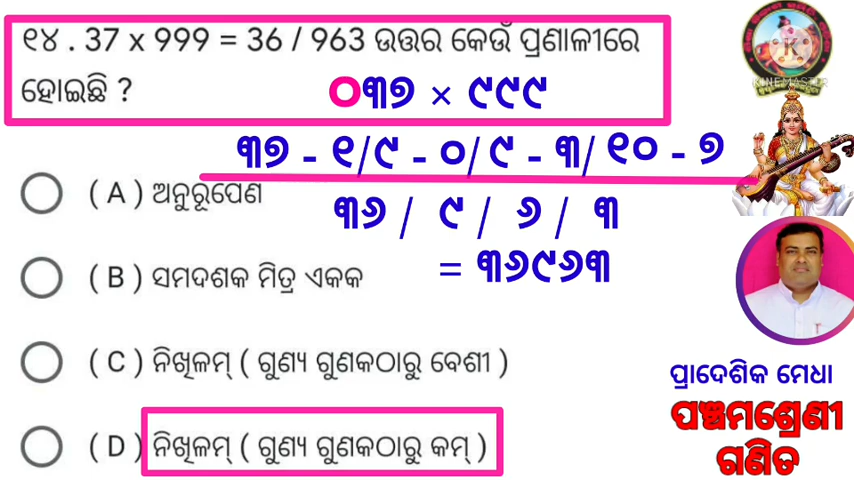 ୧୪ . 37 x 999 = 36 / 963 ଉତ୍ତର କେଉଁ ପ୍ରଣାଳୀରେ
ହୋଇଛି ?
୦୩୭ × ୯୯୯
୩୭ - ୧/୯ - ୦/ ୯ - ୩/ ୧୦ - ୭
୩୬ / ୯ / ୬ / ୩
= ୩୬୯୬୩
( A ) ଅନୁରୂପେଣ
( B ) ସମଦଶକ ମିତ୍ର ଏକକ
( C ) ନିଖିଳମ୍ ( ଗୁଣ୍ୟ ଗୁଣକଠାରୁ ବେଶୀ )
( D ) ନିଖିଳମ୍ ( ଗୁଣ୍ୟ ଗୁଣକଠାରୁ କମ୍ )
K
KINEMASTER
ପ୍ରାଦେଶିକ ମେଧା
ପଞ୍ଚମଶ୍ରେଣୀ
ଗଣିତ